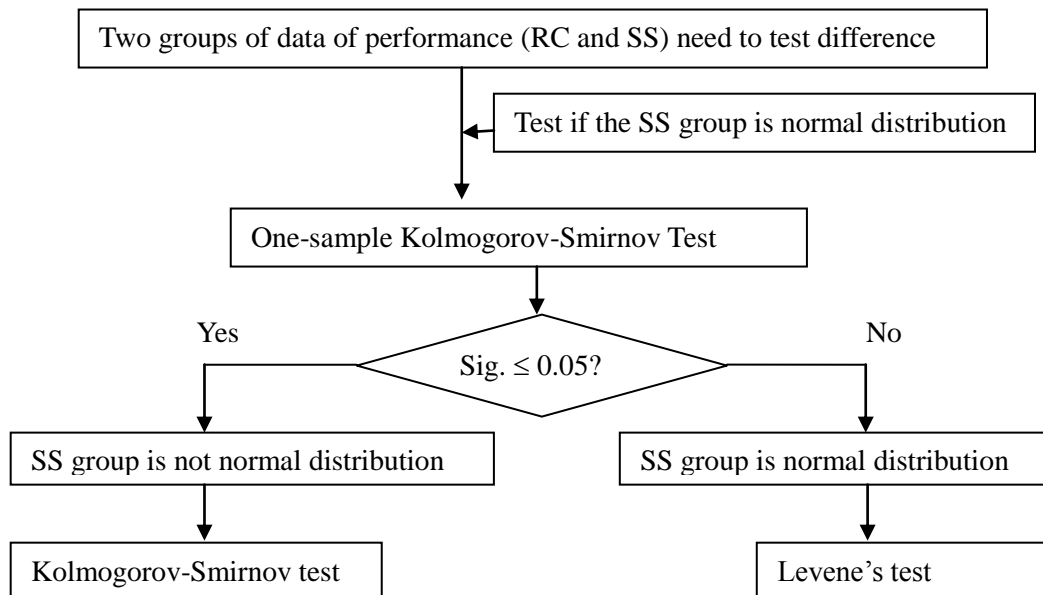 Two groups of data of performance (RC and SS) need to test difference
Test if the SS group is normal distribution
One-sample Kolmogorov-Smirnov Test
Yes
No
Sig. ≤ 0.05?
SS group is not normal distribution
SS group is normal distribution
Kolmogorov-Smirnov test
Levene’s test